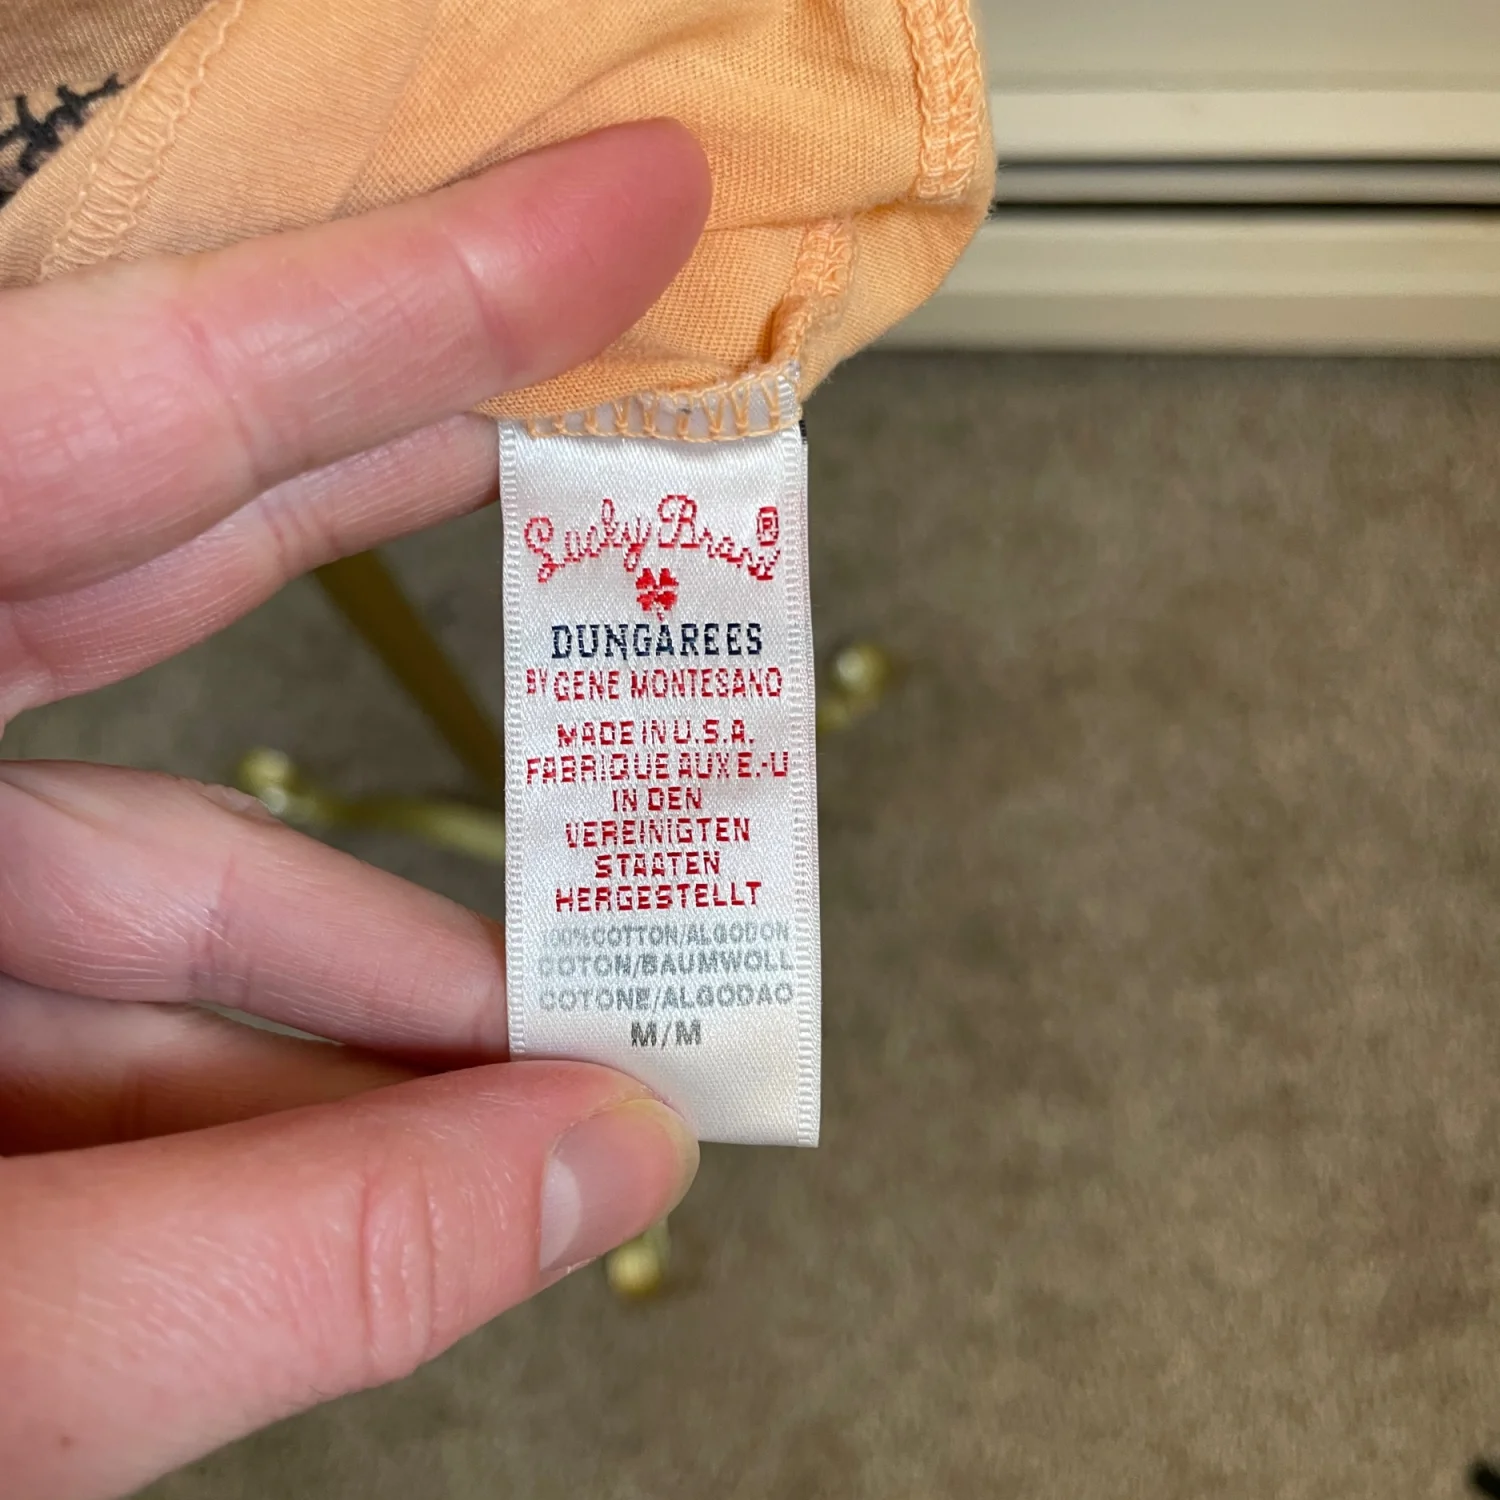 Lucky Brand®
DUNGAREES
BY GENE MONTESANO
MADE IN U.S.A.
FABRIQUE AUX E.-U
IN DEN
VEREINIGTEN
STAATEN
HERGESTELLT
100%COTTON/ALGODON
COTON/BAUMWOLL
COTONE/ALGODAO
M/M